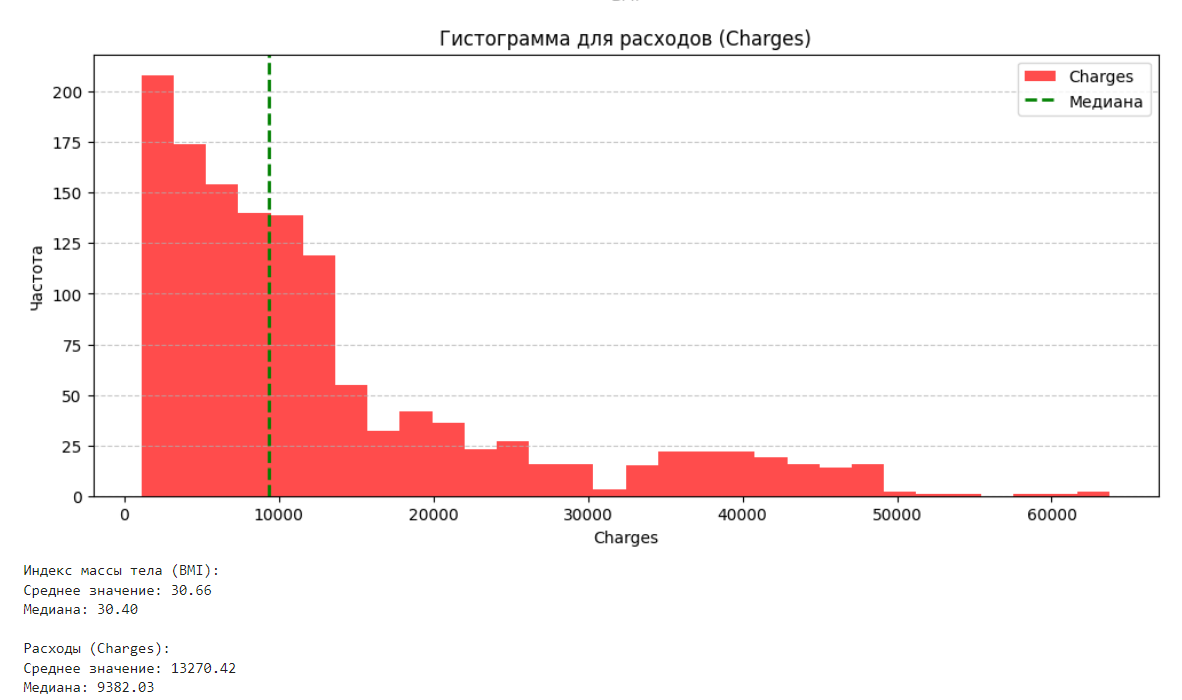 Гистограмма для расходов (Charges)
Charges
Медиана
200
175
150
125
100
75
50
25
0
Частота
0 10000 20000 30000 40000 50000 60000
Charges
Индекс массы тела (BMI):
Среднее значение: 30.66
Медиана: 30.40
Расходы (Charges):
Среднее значение: 13270.42
Медиана: 9382.03